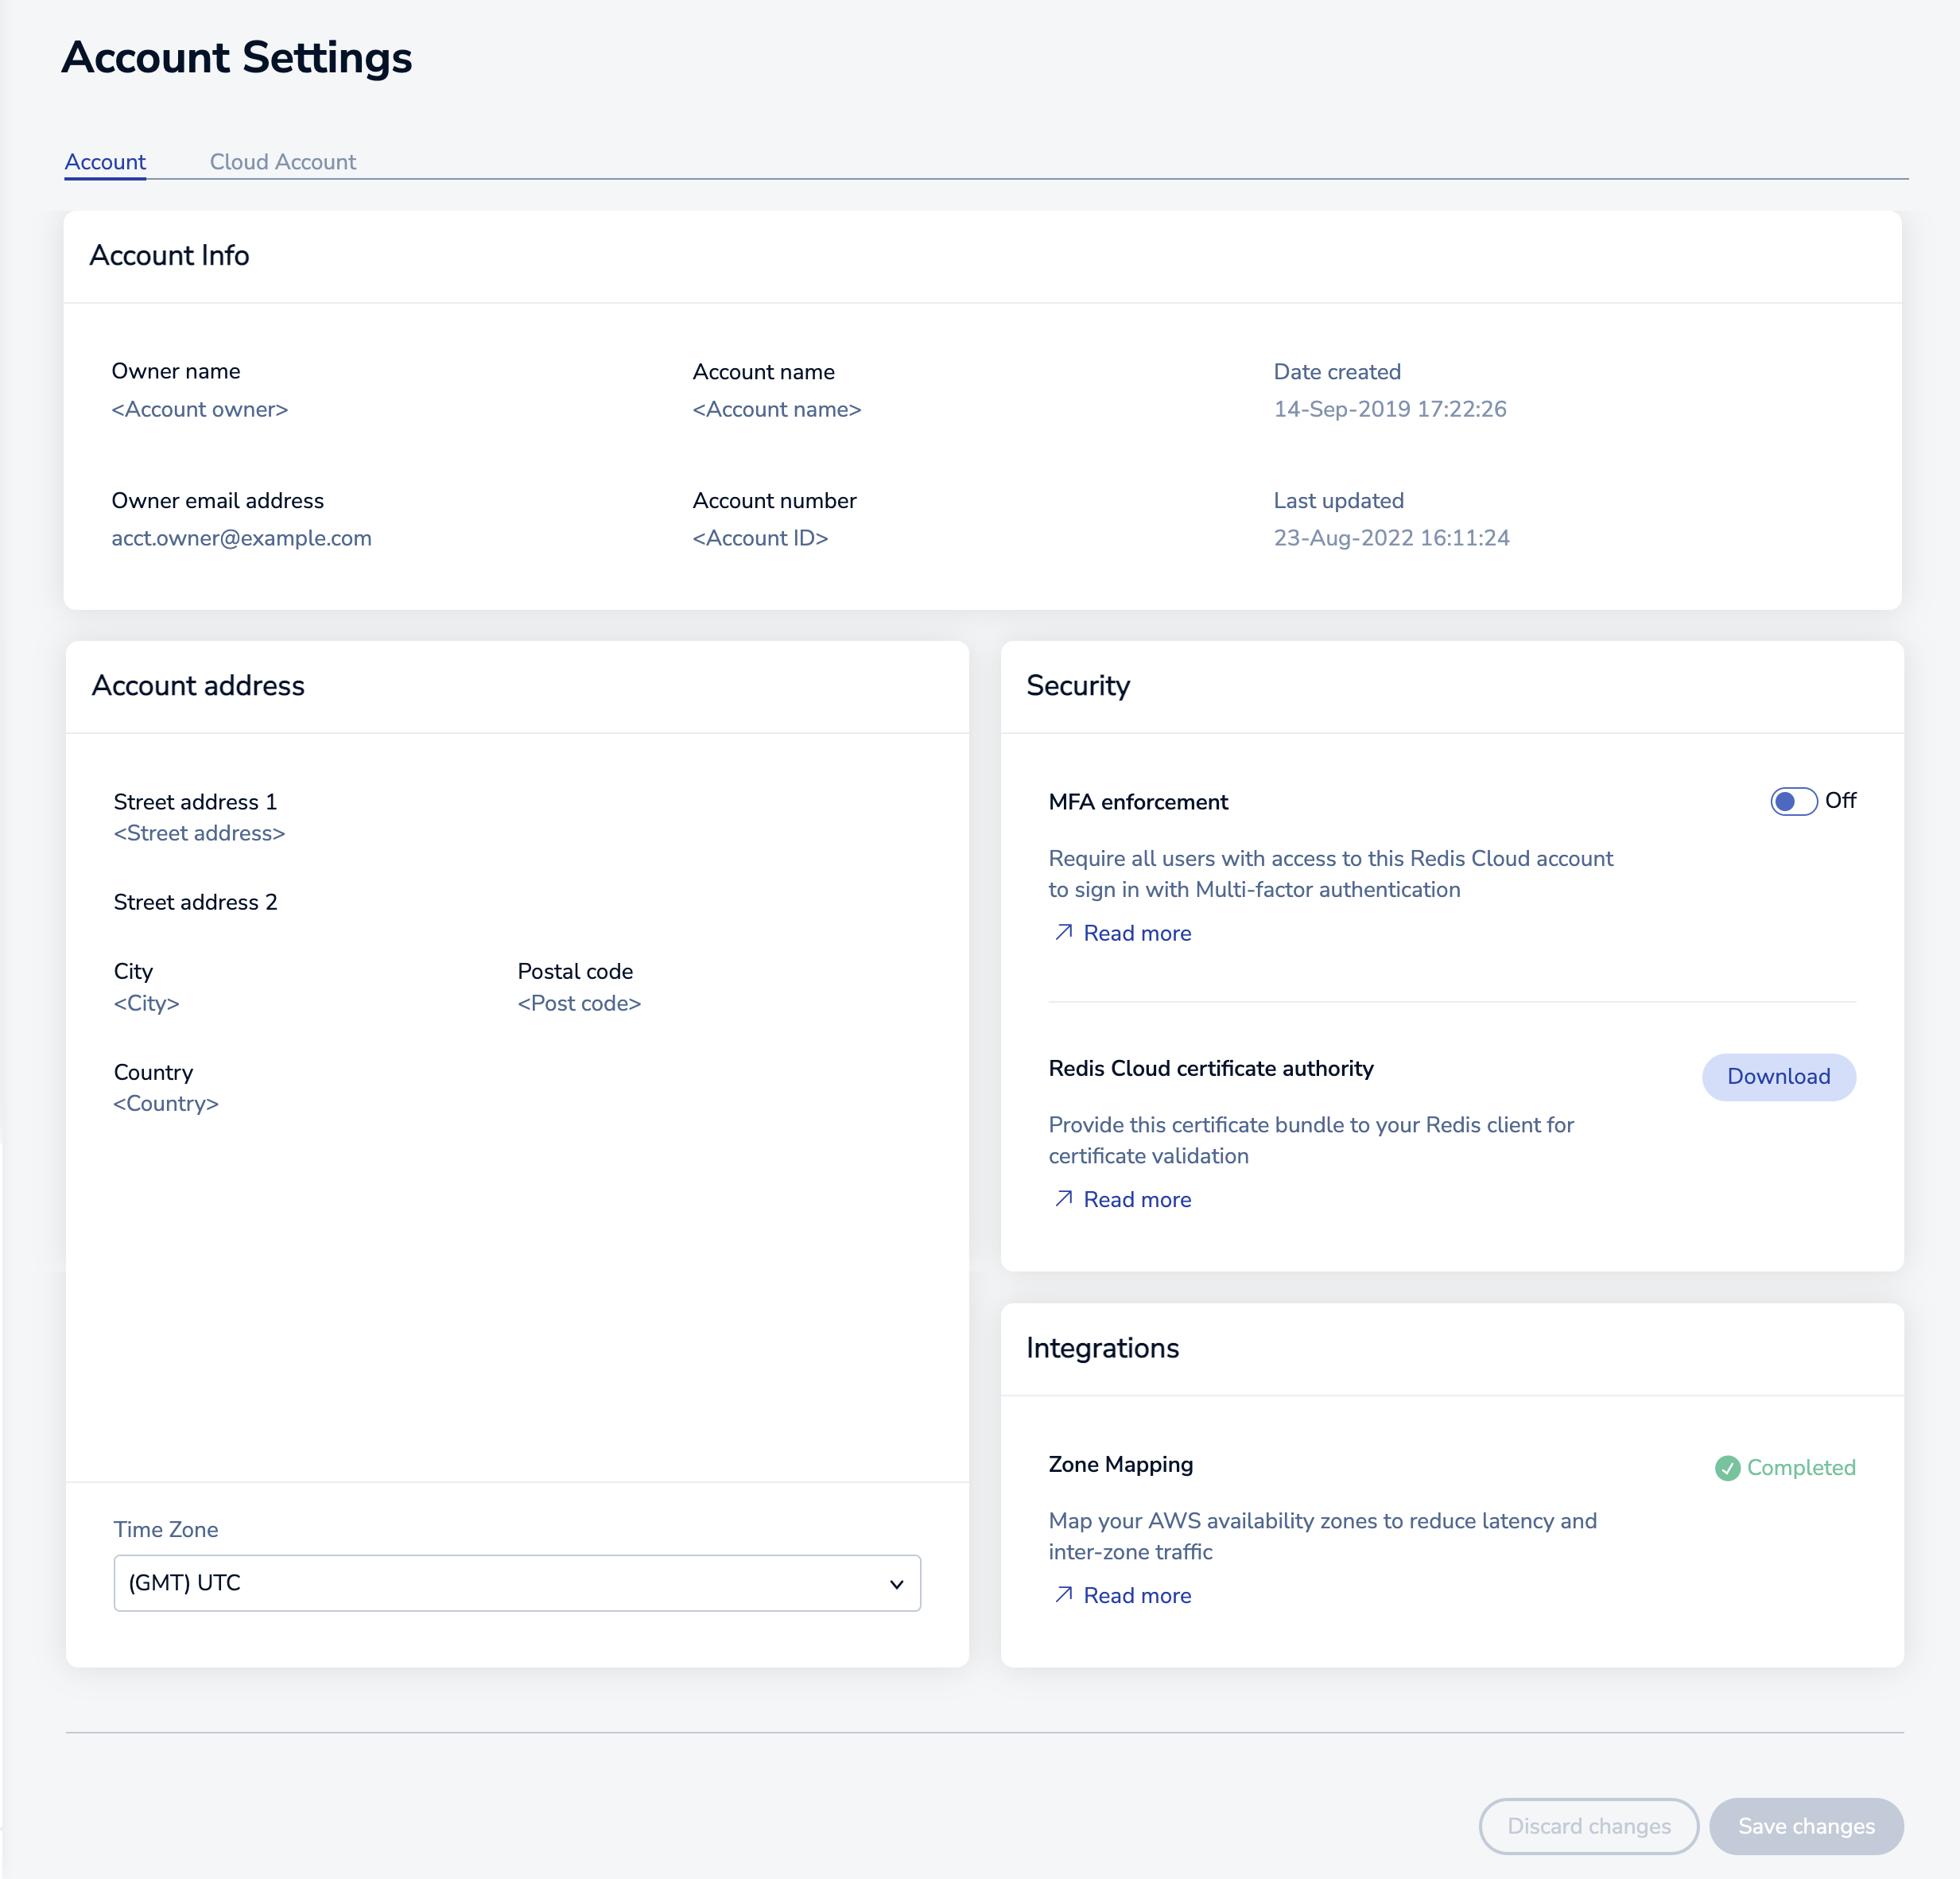 Account Settings
Account
Cloud Account
Account Info
Owner name
<Account owner>
Account name
<Account name>
Date created
14-Sep-2019 17:22:26
Owner email address
acct.owner@example.com
Account number
<Account ID>
Last updated
23-Aug-2022 16:11:24
Account address
Street address 1
<Street address>
Street address 2
City
<City>
Postal code
<Post code>
Country
<Country>
Time Zone
(GMT) UTC
Security
MFA enforcement
Off
Require all users with access to this Redis Cloud account
to sign in with Multi-factor authentication
Read more
Redis Cloud certificate authority
Download
Provide this certificate bundle to your Redis client for
certificate validation
Read more
Integrations
Zone Mapping
Completed
Map your AWS availability zones to reduce latency and
inter-zone traffic
Read more
Discard changes
Save changes